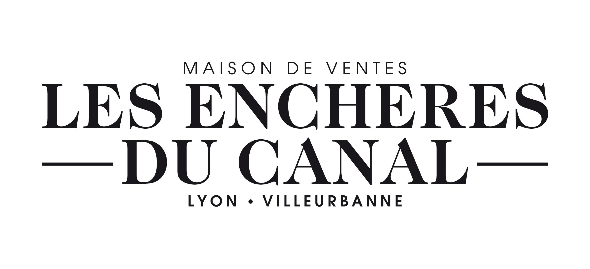 MAISON DE VENTES
LES ENCHERES
DU CANAL
LYON • VILLEURBANNE